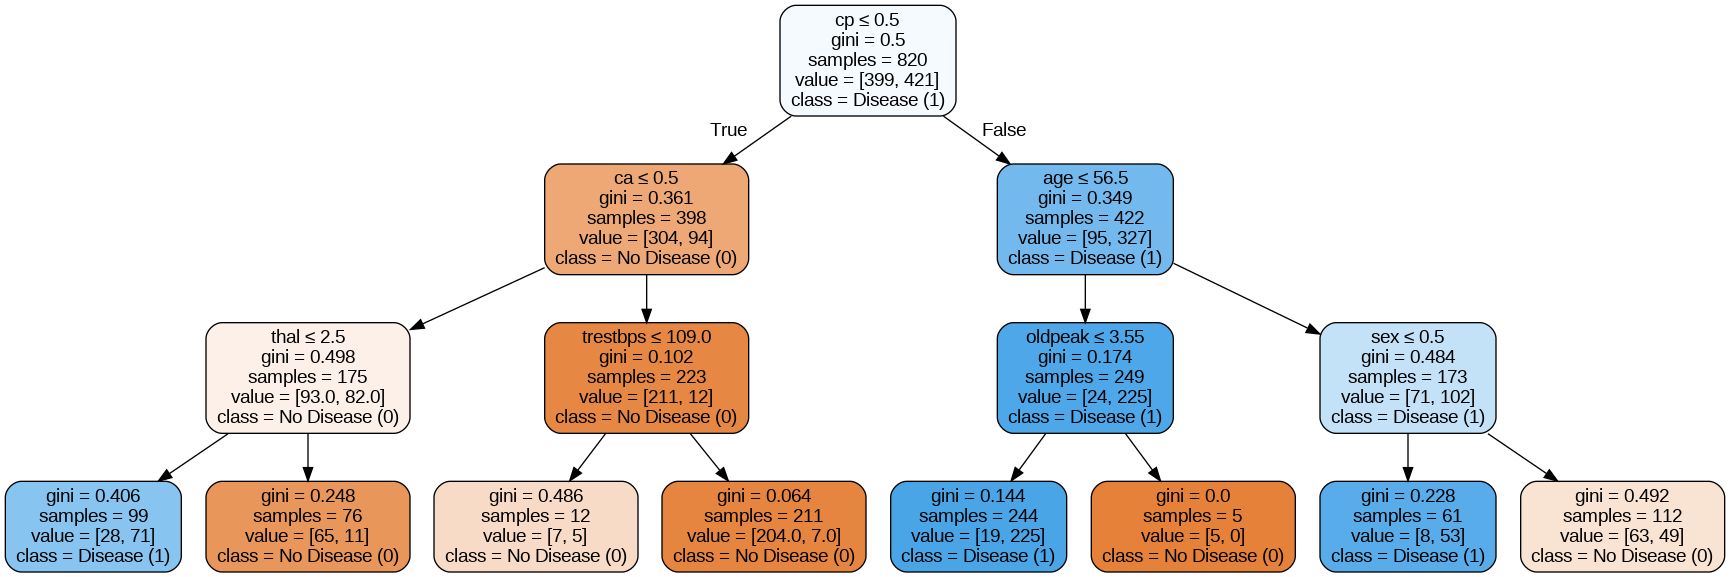 cp ≤ 0.5
gini = 0.5
samples = 820
value = [399, 421]
class = Disease (1)
True
False
ca ≤ 0.5
gini = 0.361
samples = 398
value = [304, 94]
class = No Disease (0)
age ≤ 56.5
gini = 0.349
samples = 422
value = [95, 327]
class = Disease (1)
thal ≤ 2.5
gini = 0.498
samples = 175
value = [93.0, 82.0]
class = No Disease (0)
trestbps ≤ 109.0
gini = 0.102
samples = 223
value = [211, 12]
class = No Disease (0)
oldpeak ≤ 3.55
gini = 0.174
samples = 249
value = [24, 225]
class = Disease (1)
sex ≤ 0.5
gini = 0.484
samples = 173
value = [71, 102]
class = Disease (1)
gini = 0.406
samples = 99
value = [28, 71]
class = Disease (1)
gini = 0.248
samples = 76
value = [65, 11]
class = No Disease (0)
gini = 0.486
samples = 12
value = [7, 5]
class = No Disease (0)
gini = 0.064
samples = 211
value = [204.0, 7.0]
class = No Disease (0)
gini = 0.144
samples = 244
value = [19, 225]
class = Disease (1)
gini = 0.0
samples = 5
value = [5, 0]
class = No Disease (0)
gini = 0.228
samples = 61
value = [8, 53]
class = Disease (1)
gini = 0.492
samples = 112
value = [63, 49]
class = No Disease (0)